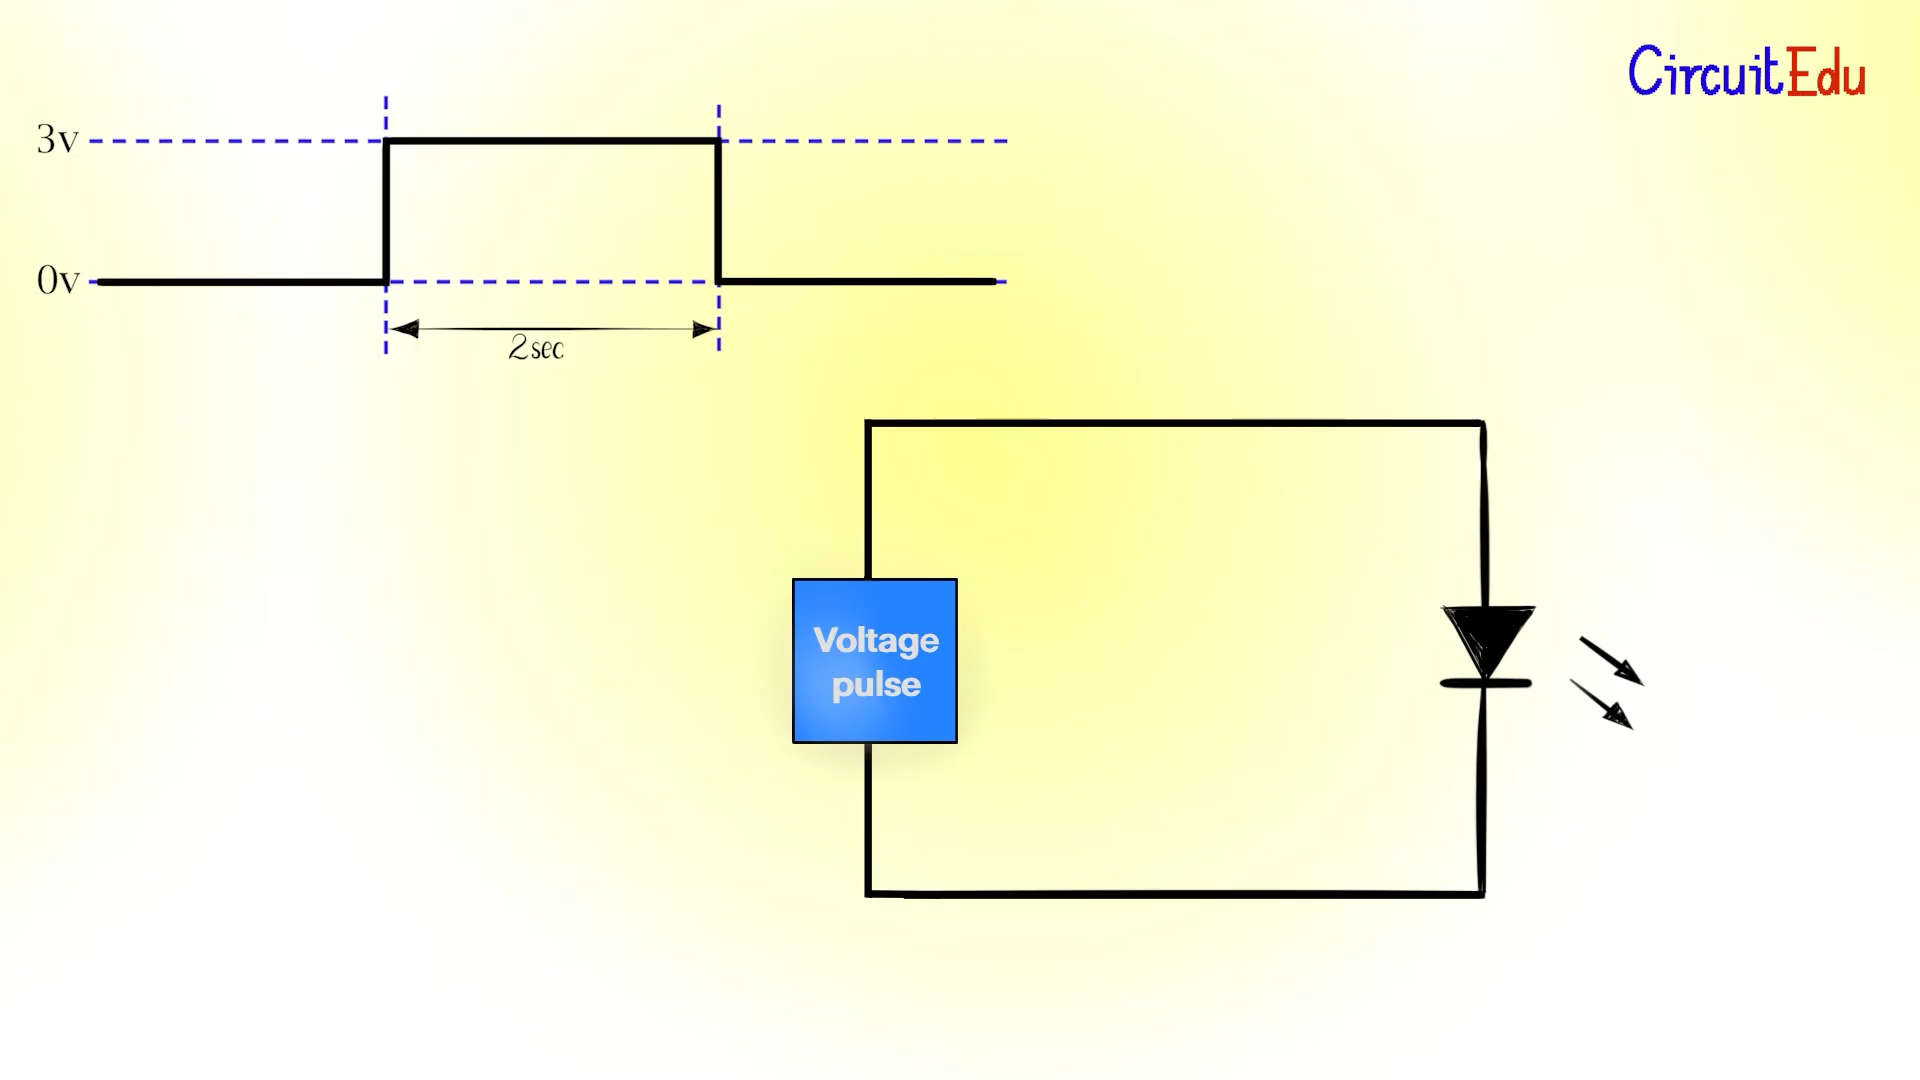 CircuitEdu
3v
0v
2sec
Voltage
pulse